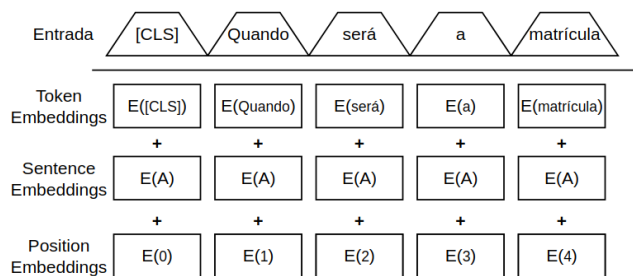 Entrada [CLS] Quando será a matrícula
Token Embeddings E([CLS]) E(Quando) E(será) E(a) E(matrícula)
+ + + + +
Sentence Embeddings E(A) E(A) E(A) E(A) E(A)
+ + + + +
Position Embeddings E(0) E(1) E(2) E(3) E(4)